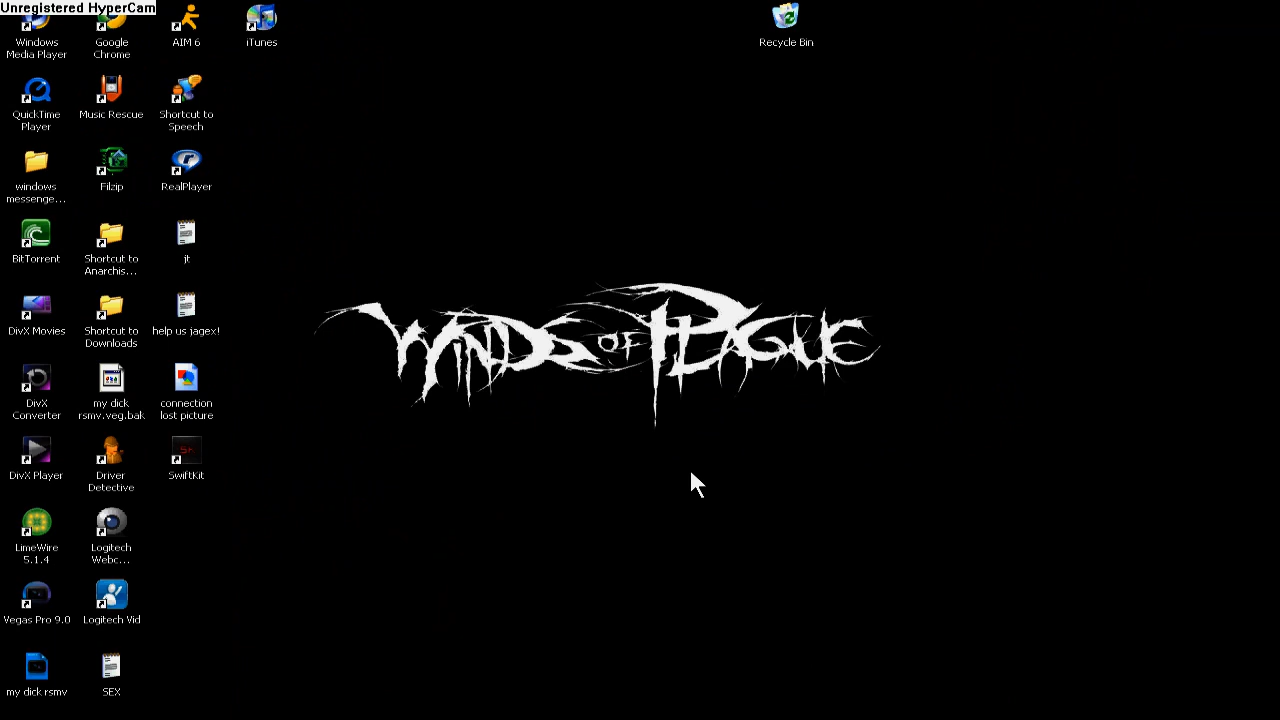 Unregistered HyperCam
Windows
Media Player
Google
Chrome
AIM 6
iTunes
Recycle Bin
QuickTime
Player
Music Rescue
Shortcut to
Speech
windows
messenge...
Filzip
RealPlayer
BitTorrent
Shortcut to
Anarchis...
jt
DivX Movies
Shortcut to
Downloads
help us jagex!
WINDS OF PLAGUE
DivX
Converter
my dick
rsmv.veg.bak
connection
lost picture
DivX Player
Driver
Detective
SwiftKit
LimeWire
5.1.4
Logitech
Webc...
Vegas Pro 9.0
Logitech Vid
my dick rsmv
SEX